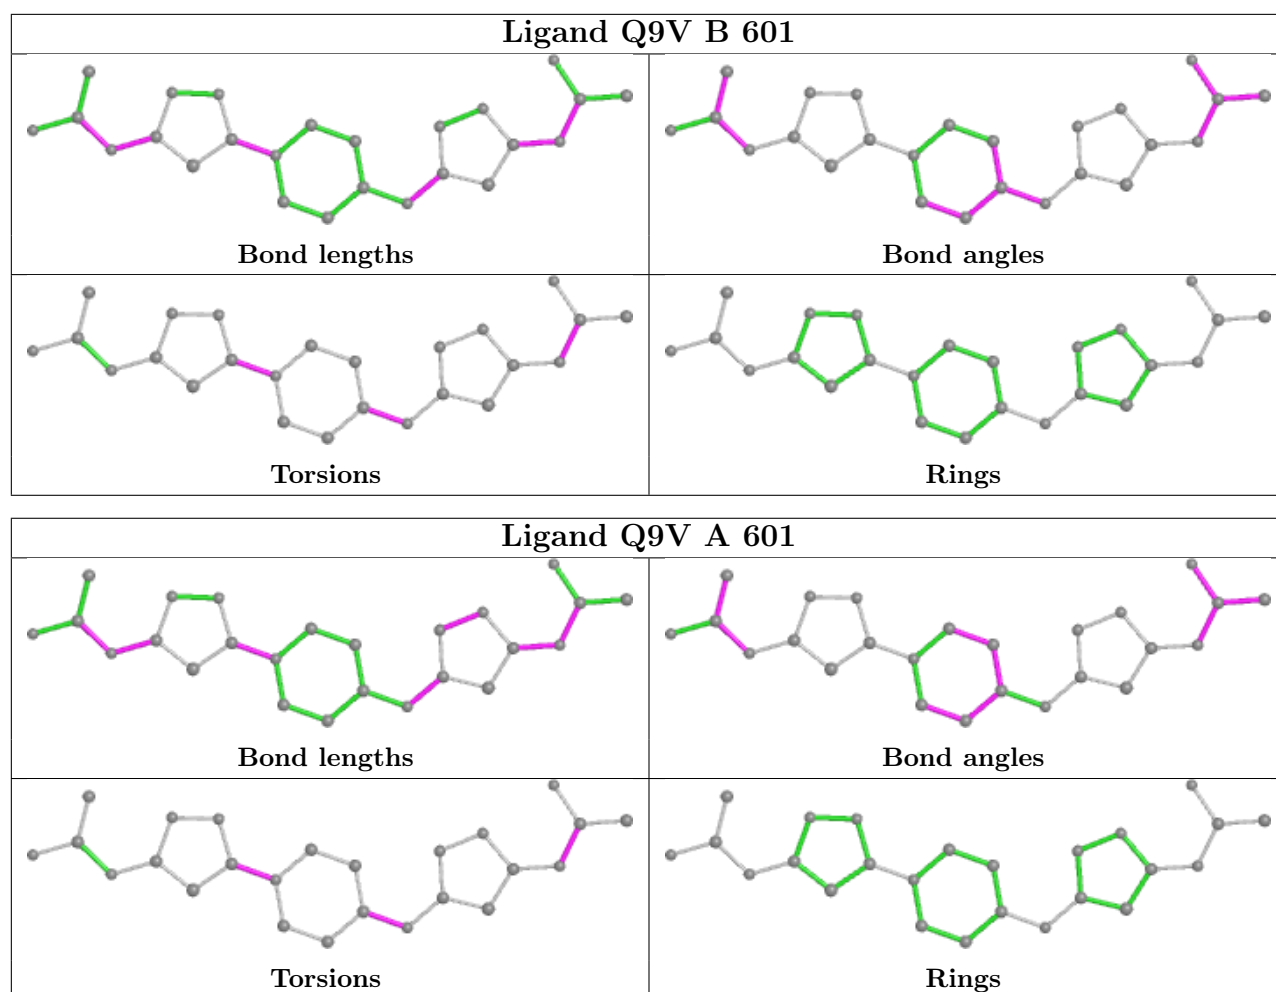 Ligand Q9V B 601
Bond lengths
Bond angles
Torsions
Rings
Ligand Q9V A 601
Bond lengths
Bond angles
Torsions
Rings